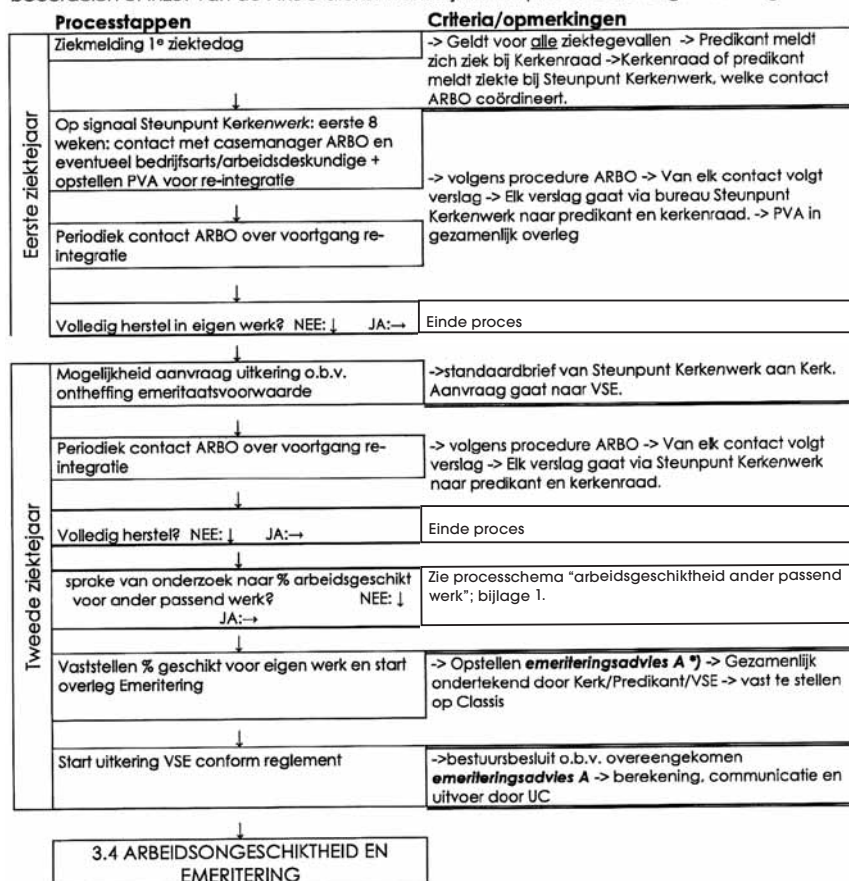 Processtappen
Criteria/opmerkingen
Eerste ziektejaar
Ziekmelding 1e ziektedag
-> Geldt voor alle ziektegevallen -> Predikant meldt
zich ziek bij Kerkenraad ->Kerkenraad of predikant
meldt ziekte bij Steunpunt Kerkenwerk, welke contact
ARBO coördineert.
↓
Op signaal Steunpunt Kerkenwerk: eerste 8
weken: contact met casemanager ARBO en
eventueel bedrijfsarts/arbeidsdeskundige +
opstellen PVA voor re-integratie
↓
Periodiek contact ARBO over voortgang re-
integratie
-> volgens procedure ARBO -> Van elk contact volgt
verslag -> Elk verslag gaat via bureau Steunpunt
Kerkenwerk naar predikant en kerkenraad. -> PVA in
gezamenlijk overleg
↓
Volledig herstel in eigen werk? NEE: ↓ JA:→
Einde proces
↓
Tweede ziektejaar
Mogelijkheid aanvraag uitkering o.b.v.
ontheffing emeritaatsvoorwaarde
->standaardbrief van Steunpunt Kerkenwerk aan Kerk.
Aanvraag gaat naar VSE.
↓
Periodiek contact ARBO over voortgang re-
integratie
-> volgens procedure ARBO -> Van elk contact volgt
verslag -> Elk verslag gaat via Steunpunt Kerkenwerk
naar predikant en kerkenraad.
↓
Volledig herstel? NEE: ↓ JA:→
Einde proces
↓
sprake van onderzoek naar % arbeidsgeschikt
voor ander passend werk? NEE: ↓
JA:→
Zie processchema "arbeidsgeschiktheid ander passend
werk"; bijlage 1.
↓
Vaststellen % geschikt voor eigen werk en start
overleg Emeritering
-> Opstellen emeriteringsadvies A *) -> Gezamenlijk
ondertekend door Kerk/Predikant/VSE -> vast te stellen
op Classis
↓
Start uitkering VSE conform reglement
->bestuursbesluit o.b.v. overeengekomen
emeriteringsadvies A -> berekening, communicatie en
uitvoer door UC
↓
3.4 ARBEIDSONGESCHIKTHEID EN
EMERITERING